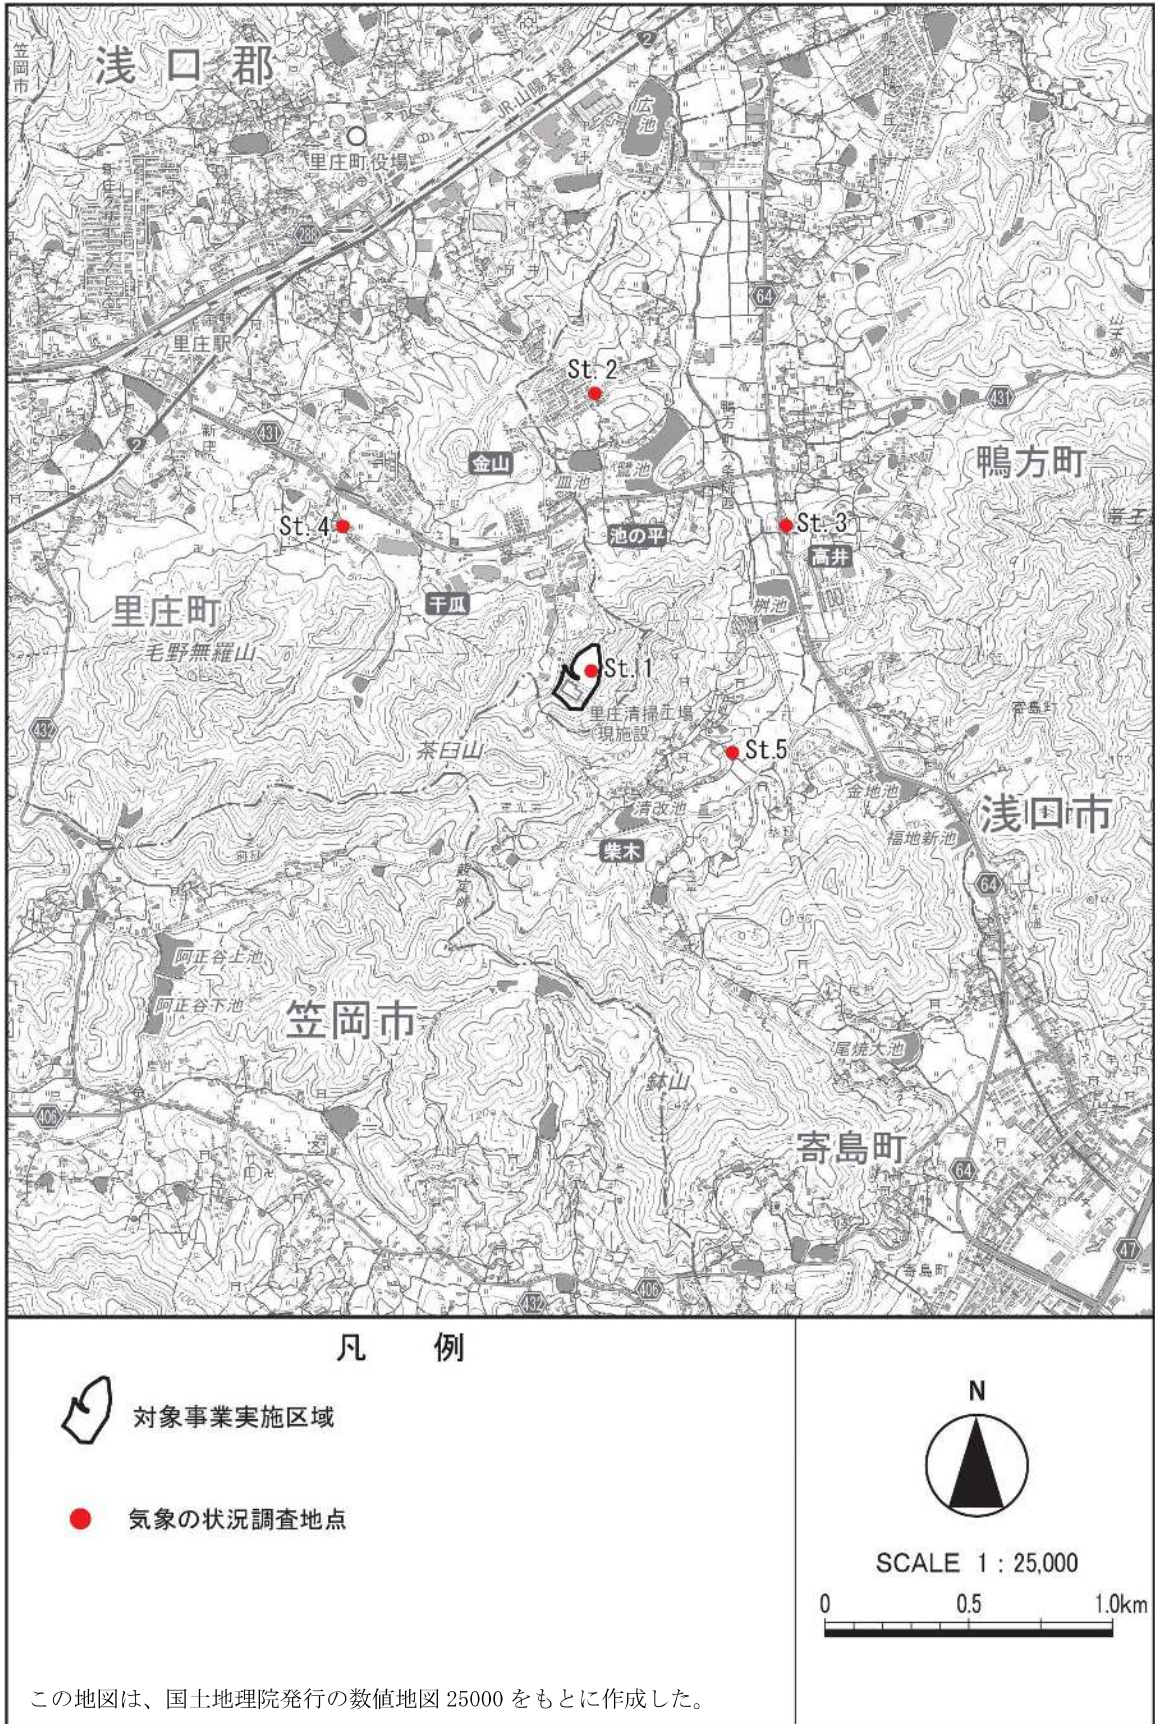 笠岡市
浅口郡
2
JR山陽本線
広池
里庄町役場
288
64
里庄駅
St. 2
431
新庄
431
2
金山
皿池
鴨方町
St. 4
St. 3
池の平
高井
干瓜
桝池
里庄町
毛野無羅山
St. 1
里庄清掃工場
(現施設)
寄島町
432
茶臼山
St.5
金地池
清改池
浅口市
福地新池
柴木
64
阿正谷上池
阿正谷下池
笠岡市
尾焼大池
鉢山
406
寄島町
64
47
寄島町
406
432
凡 例
対象事業実施区域
気象の状況調査地点
N
SCALE 1 : 25,000
0 0.5 1.0km
この地図は、国土地理院発行の数値地図 25000 をもとに作成した。